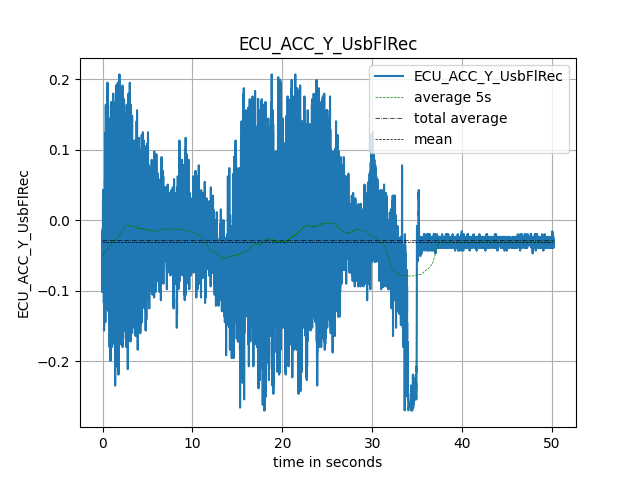 ECU_ACC_Y_UsbFlRec
ECU_ACC_Y_UsbFlRec
average 5s
total average
mean
0.2
0.1
0.0
−0.1
−0.2
ECU_ACC_Y_UsbFlRec
0
10
20
30
40
50
time in seconds